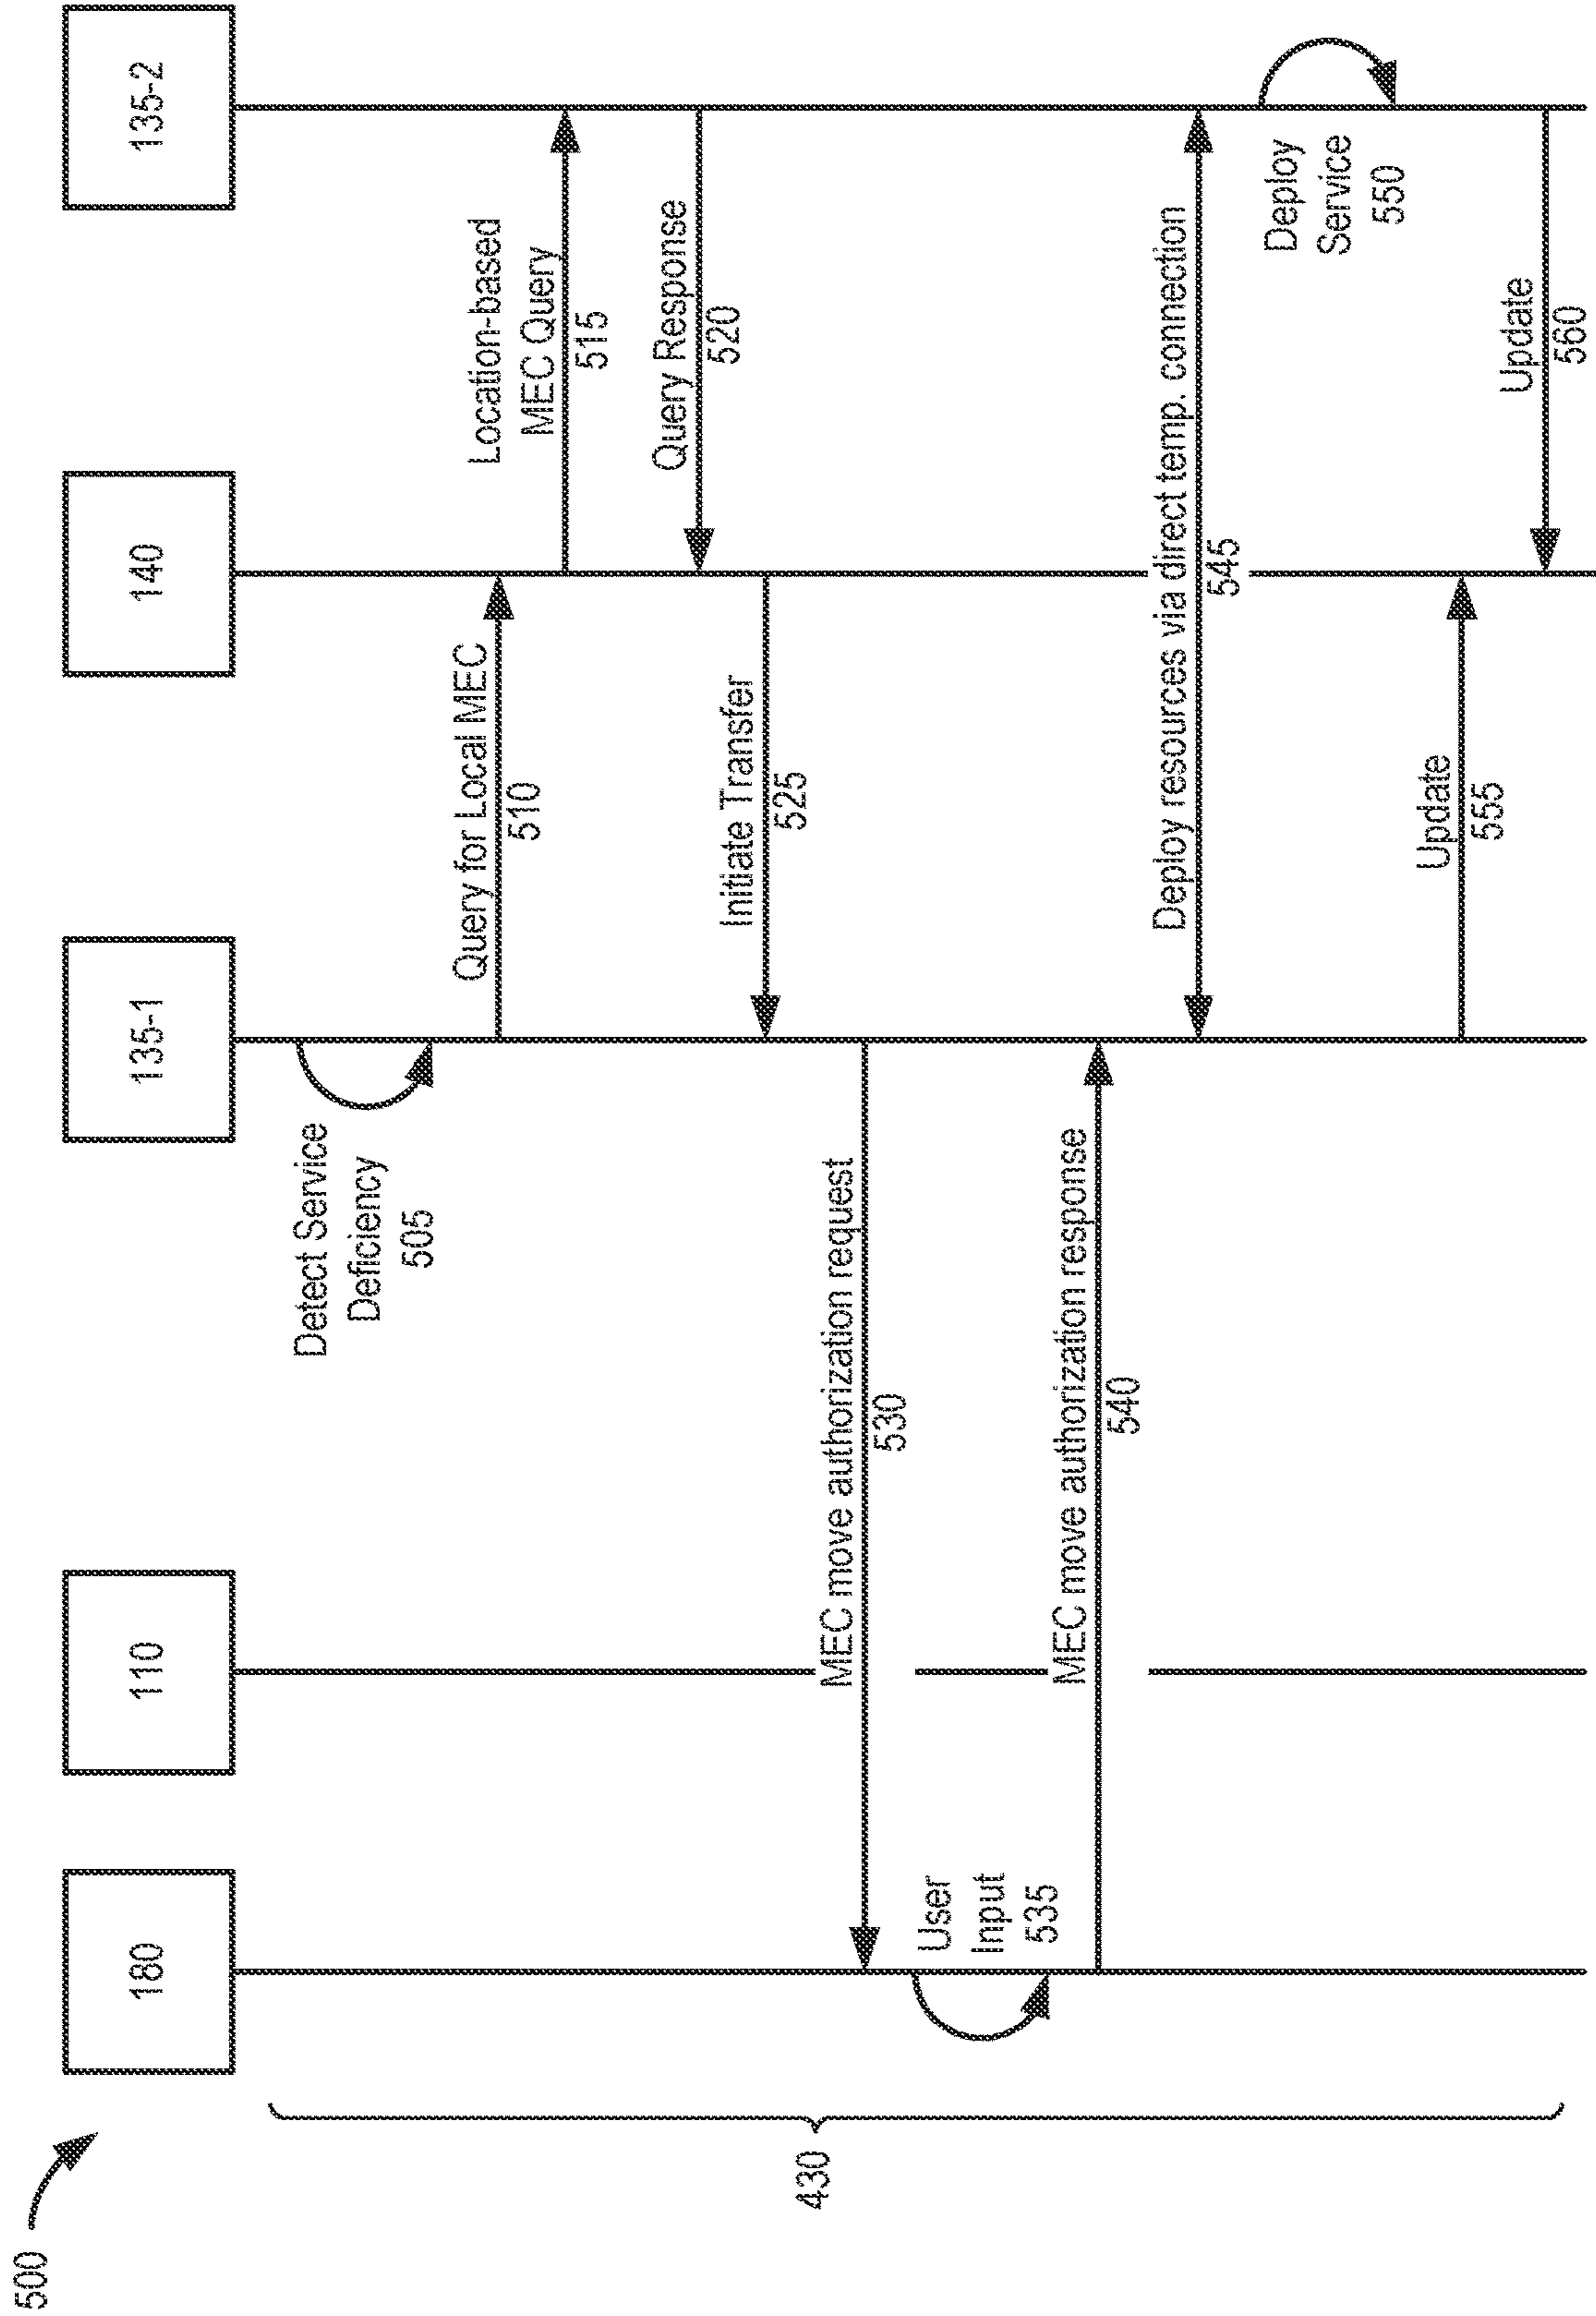 500
180
110
135-1
140
135-2
430
Detect Service
Deficiency
505
Query for Local MEC
510
Location-based
MEC Query
515
Query Response
520
Initiate Transfer
525
MEC move authorization request
530
User
Input
535
MEC move authorization response
540
Deploy resources via direct temp. connection
545
Deploy
Service
550
Update
555
Update
560